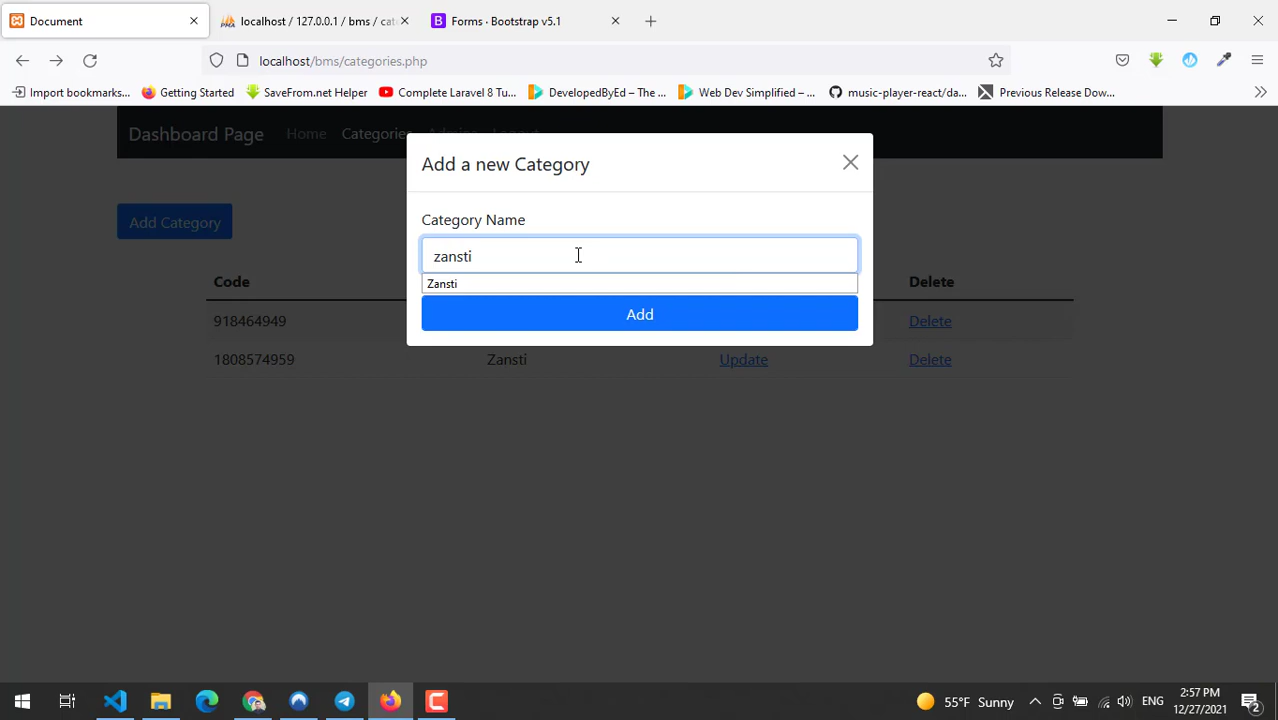 Document
localhost / 127.0.0.1 / bms / cat
Forms · Bootstrap v5.1
localhost/bms/categories.php
Import bookmarks...
Getting Started
SaveFrom.net Helper
Complete Laravel 8 Tu...
DevelopedByEd – The ...
Web Dev Simplified – ...
music-player-react/da...
Previous Release Dow...
Dashboard Page
Home
Categories
Admins
Logout
Add a new Category
Add Category
Category Name
zansti
Zansti
Add
Code
Delete
918464949
Delete
1808574959
Zansti
Update
Delete
55°F Sunny
ENG
2:57 PM
12/27/2021
2